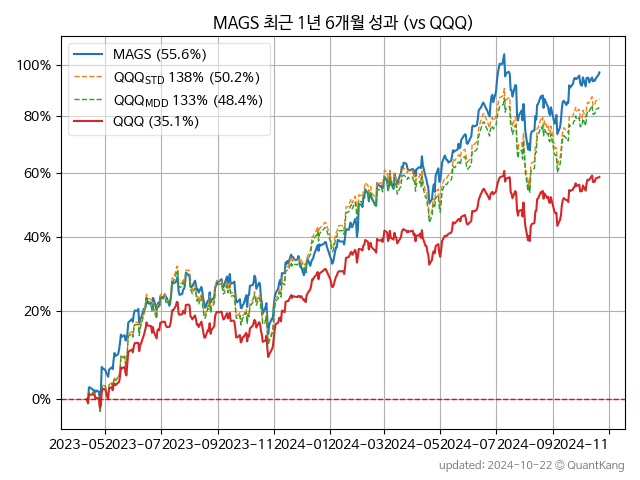 MAGS 최근 1년 6개월 성과 (vs QQQ)
MAGS (55.6%)
QQQSTD 138% (50.2%)
QQQMDD 133% (48.4%)
QQQ (35.1%)
100%
80%
60%
40%
20%
0%
2023-05 2023-07 2023-09 2023-11 2024-01 2024-03 2024-05 2024-07 2024-09 2024-11
updated: 2024-10-22 © QuantKang